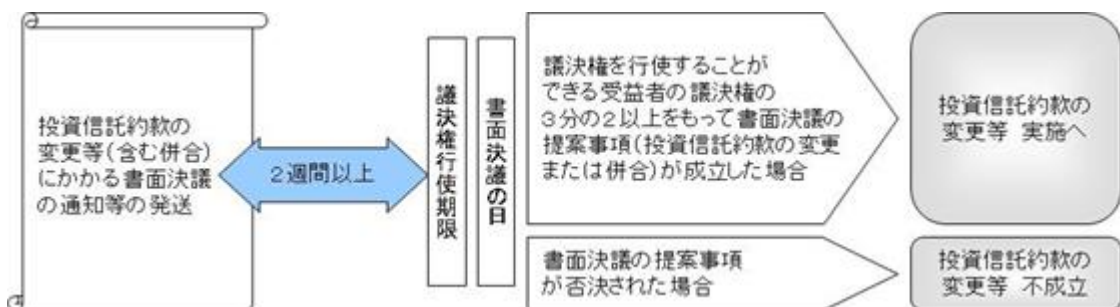 投資信託約款の
変更等(含む併合)
にかかる書面決議
の通知等の発送
2週間以上
議決権行使期限
書面決議の日
議決権を行使することが
できる受益者の議決権の
3分の2以上をもって書面決議の
提案事項(投資信託約款の変更
または併合)が成立した場合
投資信託約款の
変更等 実施へ
書面決議の提案事項
が否決された場合
投資信託約款の
変更等 不成立